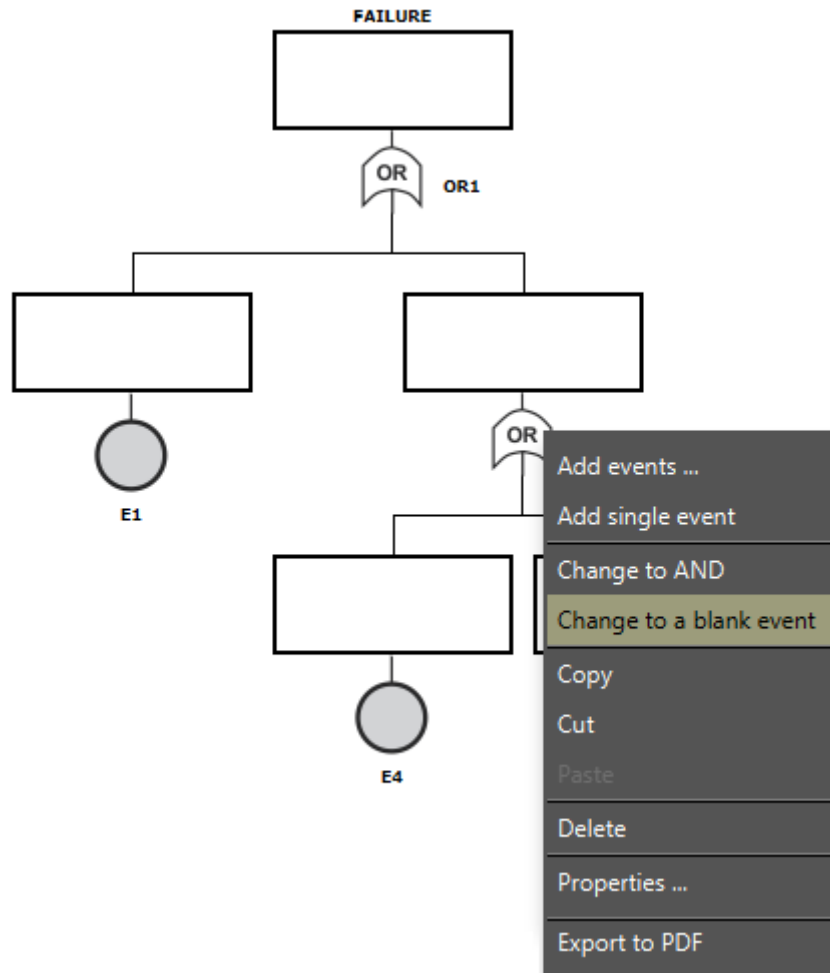 FAILURE
OR
OR1
OR
E1
E4
Add events ...
Add single event
Change to AND
Change to a blank event
Copy
Cut
Paste
Delete
Properties ...
Export to PDF